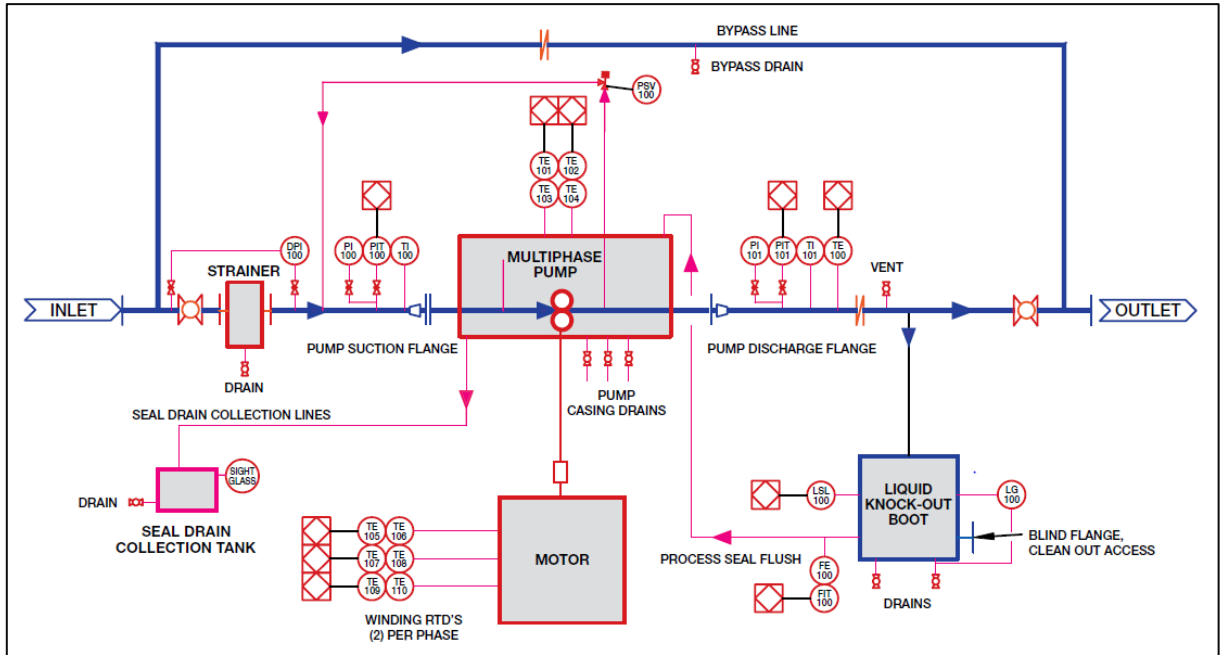 BYPASS LINE
BYPASS DRAIN
PSV
100
TE
101
TE
102
TE
103
TE
104
DPI
100
PI
100
PIT
100
TI
100
STRAINER
MULTIPHASE
PUMP
PI
101
PIT
101
TI
101
TE
100
VENT
INLET
OUTLET
PUMP SUCTION FLANGE
PUMP DISCHARGE FLANGE
DRAIN
PUMP
CASING DRAINS
SEAL DRAIN COLLECTION LINES
SIGHT
GLASS
DRAIN
SEAL DRAIN
COLLECTION TANK
TE
105
TE
106
TE
107
TE
108
TE
109
TE
110
MOTOR
WINDING RTD'S
(2) PER PHASE
LSL
100
LIQUID
KNOCK-OUT
BOOT
LG
100
BLIND FLANGE,
CLEAN OUT ACCESS
PROCESS SEAL FLUSH
FE
100
FIT
100
DRAINS